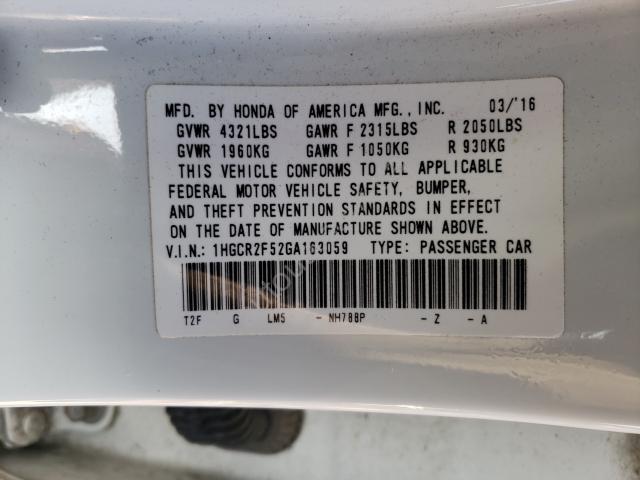 MFD. BY HONDA OF AMERICA MFG., INC. 03/'16
GVWR 4321LBS GAWR F 2315LBS R 2050LBS
GVWR 1960KG GAWR F 1050KG R 930KG
THIS VEHICLE CONFORMS TO ALL APPLICABLE
FEDERAL MOTOR VEHICLE SAFETY, BUMPER,
AND THEFT PREVENTION STANDARDS IN EFFECT
ON THE DATE OF MANUFACTURE SHOWN ABOVE.
V.I.N.: 1HGCR2F52GA163059 TYPE: PASSENGER CAR
T2F G LM5 - NH788P - Z - A